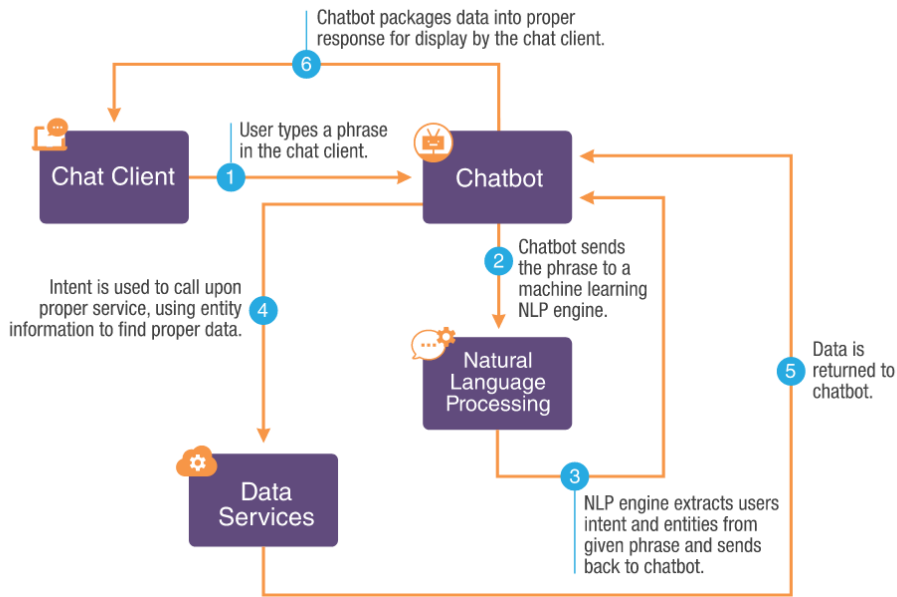 Chatbot packages data into proper
response for display by the chat client.
6
User types a phrase
in the chat client.
Chat Client
1
Chatbot
2
Chatbot sends
the phrase to a
machine learning
NLP engine.
Intent is used to call upon
proper service, using entity
information to find proper data.
4
Natural
Language
Processing
5
Data is
returned to
chatbot.
Data
Services
3
NLP engine extracts users
intent and entities from
given phrase and sends
back to chatbot.